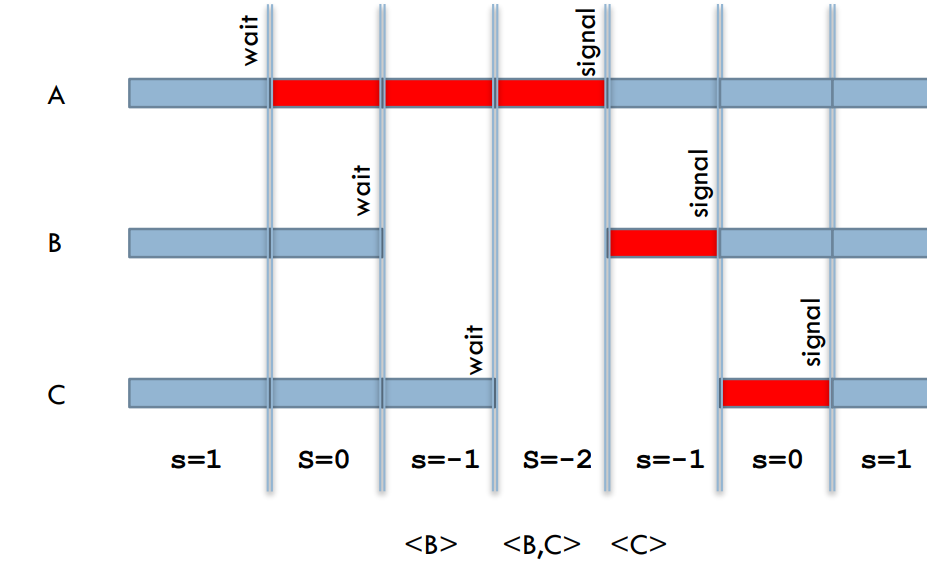 wait
signal
A
wait
signal
B
wait
signal
C
s=1 S=0 s=-1 S=-2 s=-1 s=0 s=1
<B> <B,C> <C>